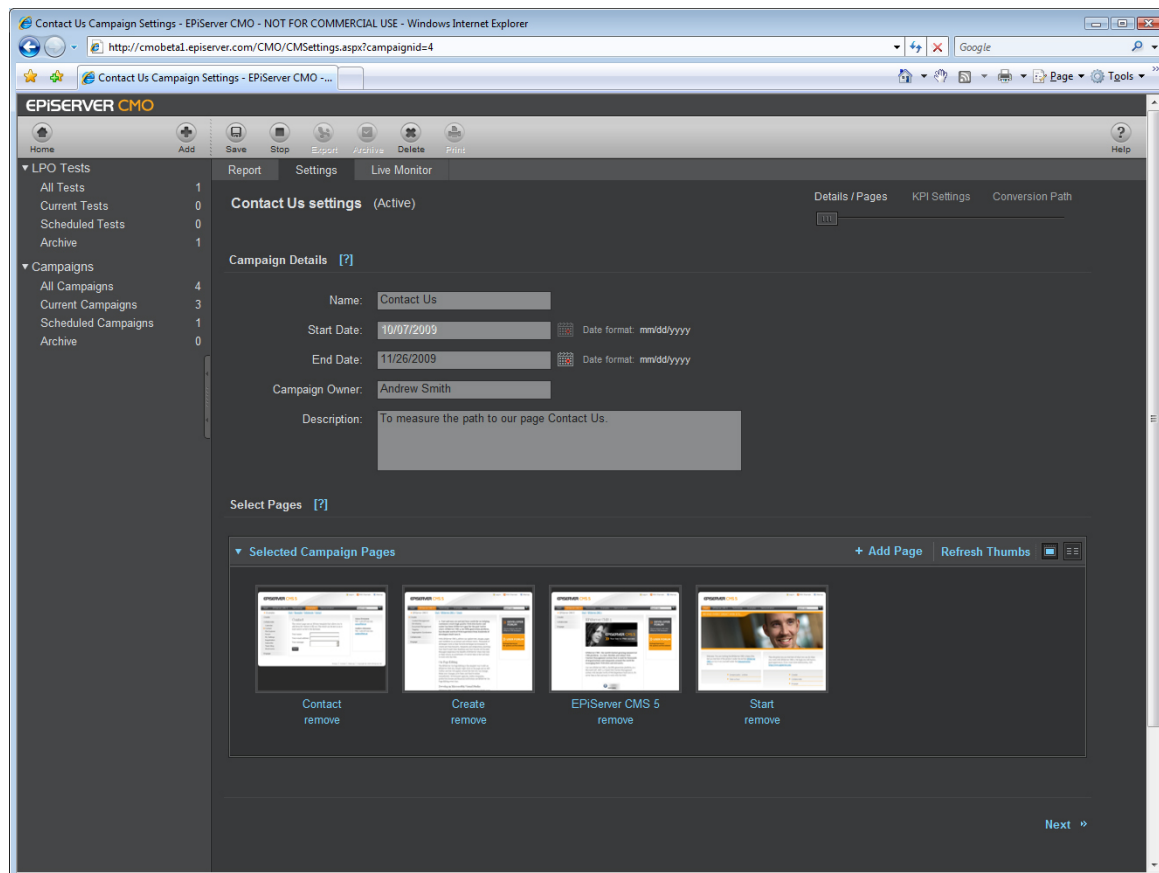 Contact Us Campaign Settings - EPiServer CMO - NOT FOR COMMERCIAL USE - Windows Internet Explorer
http://cmobeta1.episerver.com/CMO/CMSettings.aspx?campaignid=4
Google
Contact Us Campaign Settings - EPiServer CMO -...
Page
Tools
EPISERVER CMO
Home Add Save Stop Export Archive Delete Print Help
LPO Tests
All Tests 1
Current Tests 0
Scheduled Tests 0
Archive 1
Campaigns
All Campaigns 4
Current Campaigns 3
Scheduled Campaigns 1
Archive 0
Report Settings Live Monitor
Contact Us settings (Active)
Details / Pages KPI Settings Conversion Path
Campaign Details [?]
Name: Contact Us
Start Date: 10/07/2009 Date format: mm/dd/yyyy
End Date: 11/26/2009 Date format: mm/dd/yyyy
Campaign Owner: Andrew Smith
Description: To measure the path to our page Contact Us.
Select Pages [?]
Selected Campaign Pages
+ Add Page Refresh Thumbs
Contact Create EPiServer CMS 5 Start
remove remove remove remove
Next »